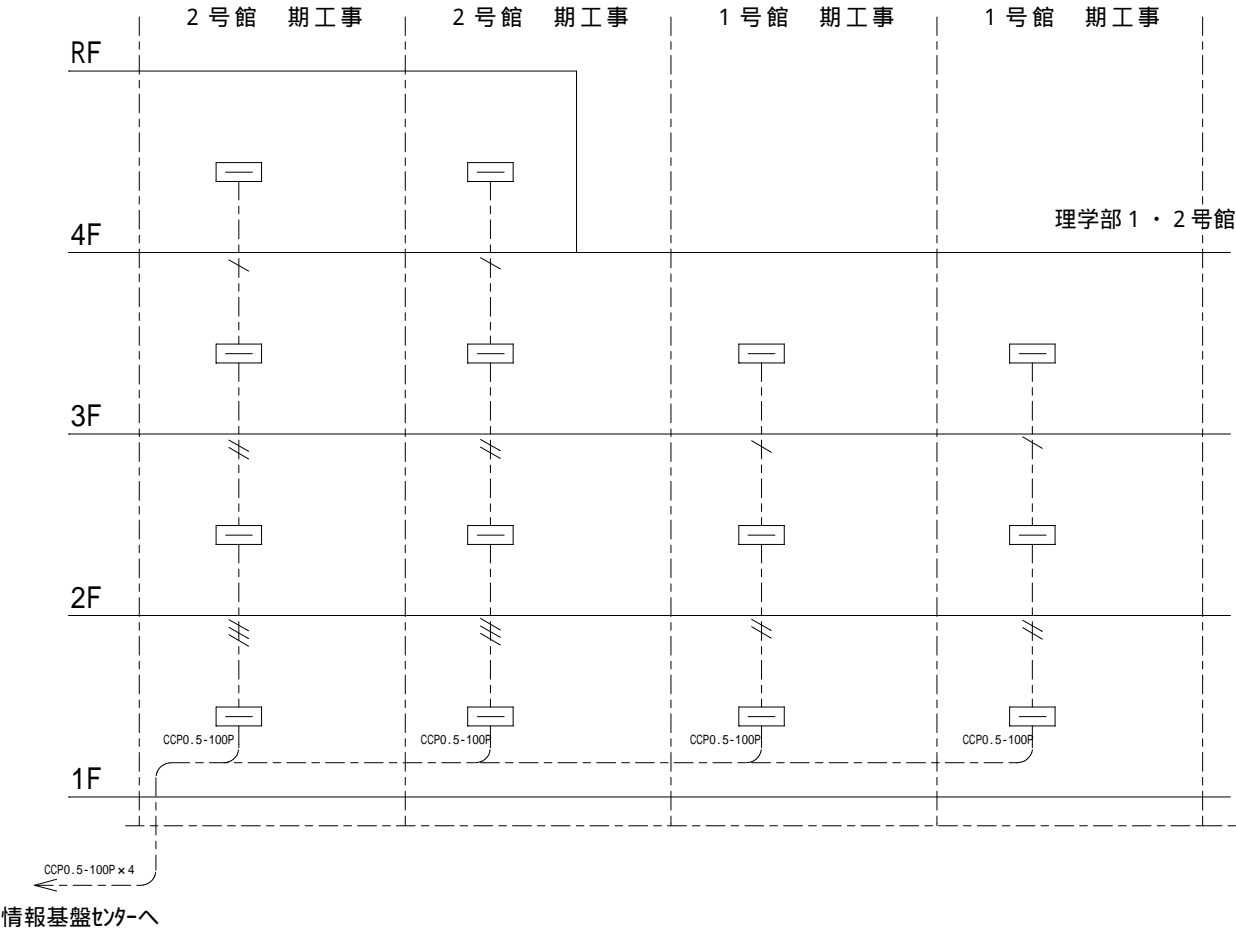 2号館 期工事 2号館 期工事 1号館 期工事 1号館 期工事
RF
理学部1・2号館
4F
3F
2F
CCP0.5-100P CCP0.5-100P CCP0.5-100P CCP0.5-100P
1F
CCP0.5-100P×4
情報基盤ｾﾝﾀｰへ